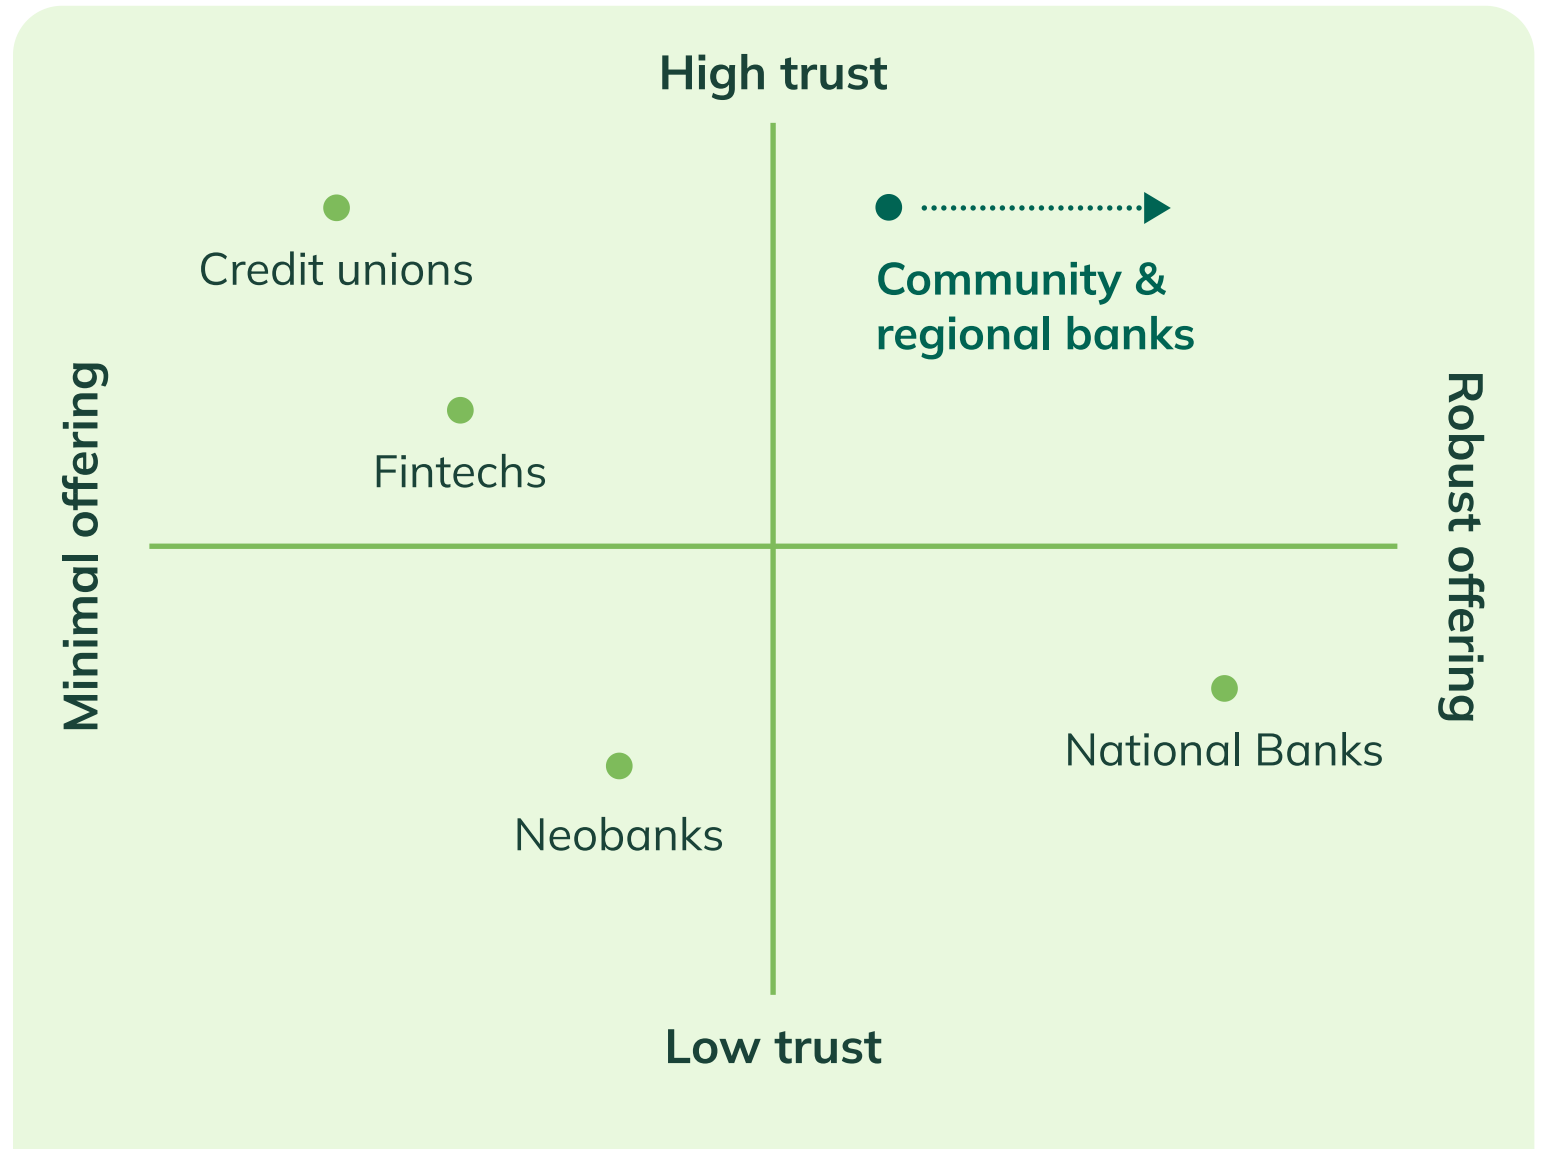 High trust
Credit unions
Community &
regional banks
Minimal offering
Fintechs
Robust offering
National Banks
Neobanks
Low trust